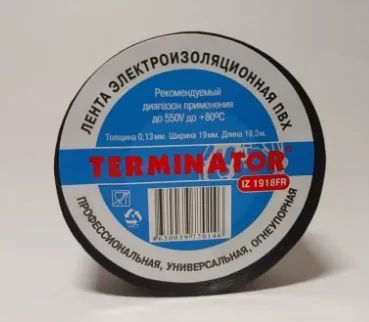 ЛЕНТА ЭЛЕКТРОИЗОЛЯЦИОННАЯ ПВХ
Рекомендуемый
диапазон применения
до 550V до +80°С
Толщина 0,13мм. Ширина 19мм. Длина 18,3м.
TERMINATOR
IZ 1918FR
ПРОФЕССИОНАЛЬНАЯ, УНИВЕРСАЛЬНАЯ, ОГНЕУПОРНАЯ